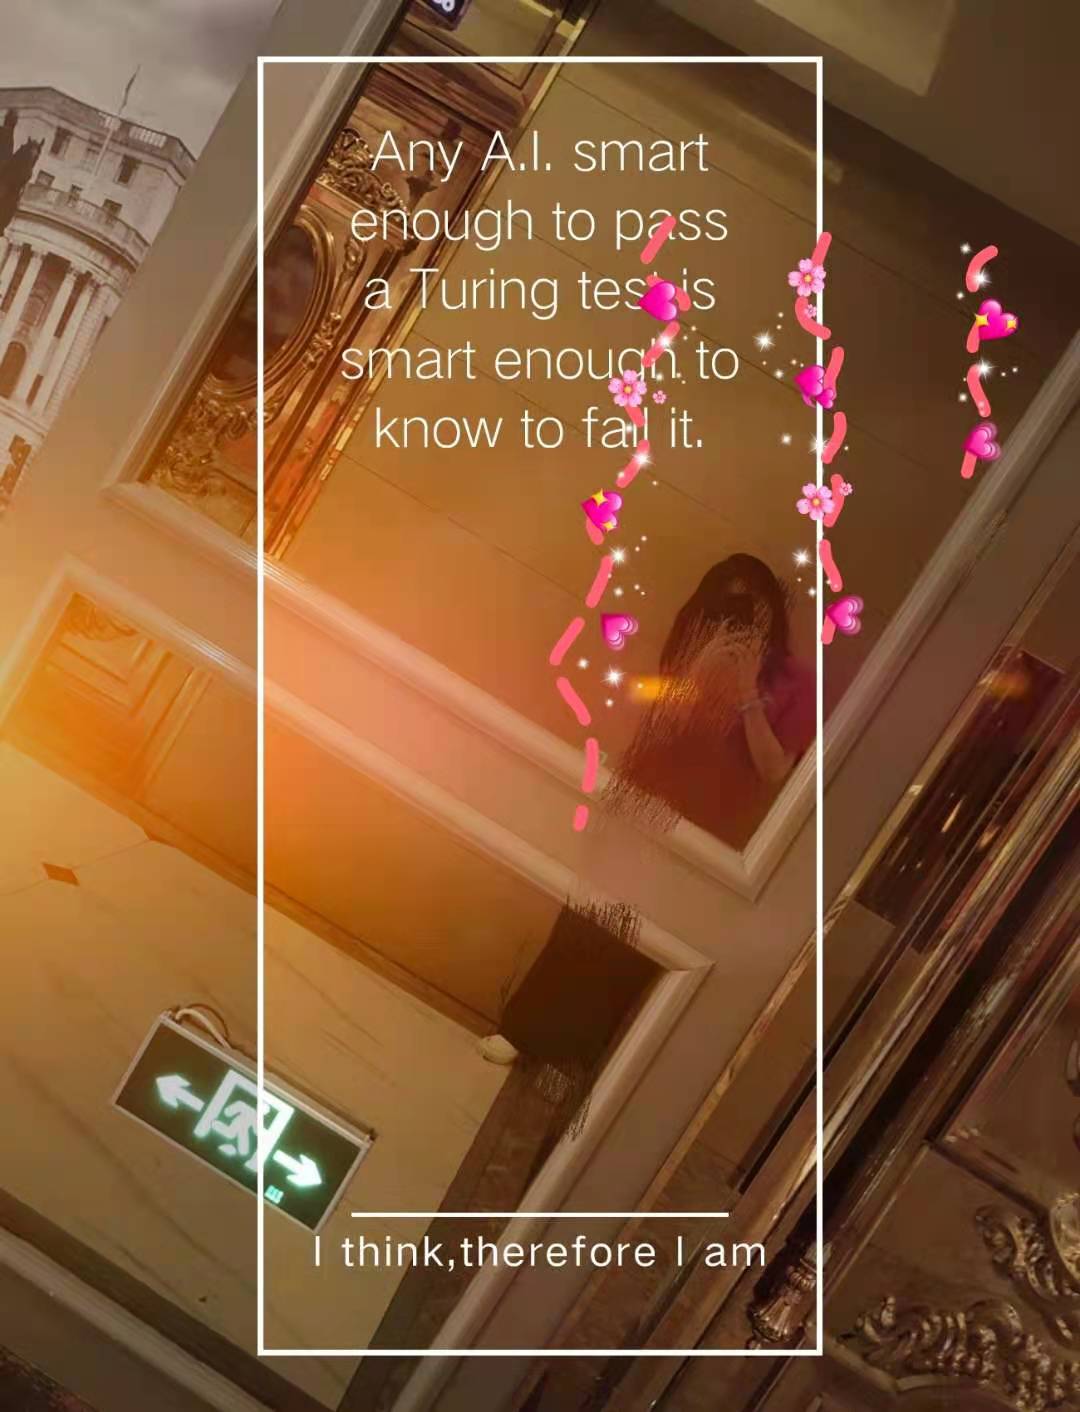 Any A.I. smart
enough to pass
a Turing test is
smart enough to
know to fail it.
I think,therefore I am